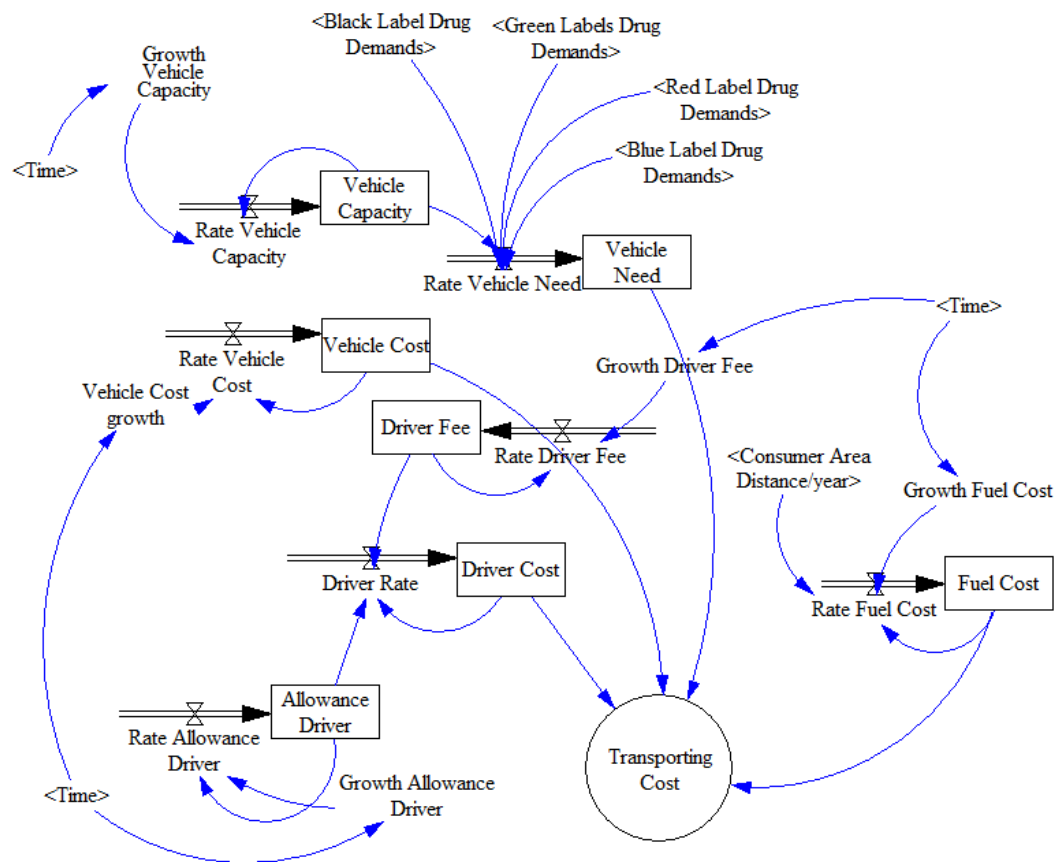 <Black Label Drug
Demands>
<Green Labels Drug
Demands>
Growth
Vehicle
Capacity
<Red Label Drug
Demands>
<Time>
<Blue Label Drug
Demands>
Vehicle
Capacity
Rate Vehicle
Capacity
Vehicle
Need
Rate Vehicle Need
<Time>
Vehicle Cost
Rate Vehicle
Cost
Growth Driver Fee
Vehicle Cost
growth
Driver Fee
Rate Driver Fee
<Consumer Area
Distance/year>
Growth Fuel Cost
Driver Cost
Driver Rate
Fuel Cost
Rate Fuel Cost
Allowance
Driver
Rate Allowance
Driver
Transporting
Cost
<Time>
Growth Allowance
Driver